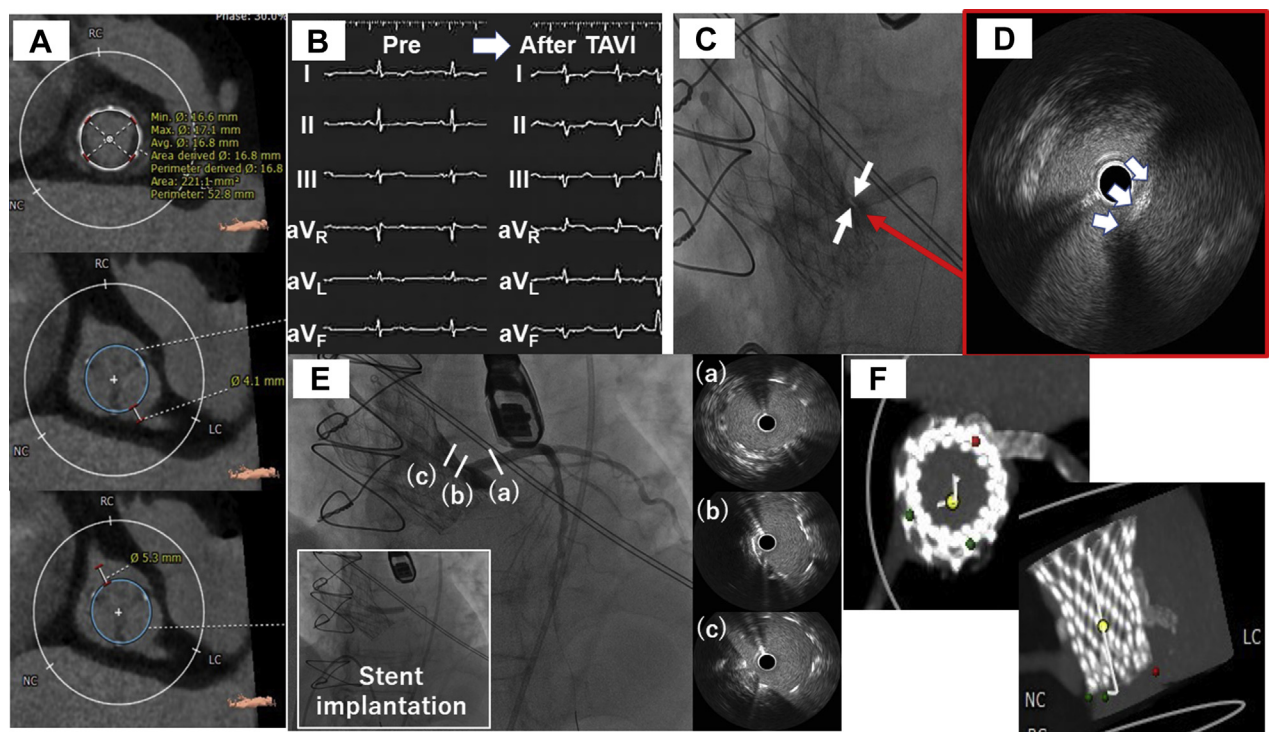 A
Phase: 30.0%
RC
Min. Ø: 16.6 mm
Max. Ø: 17.1 mm
Avg. Ø: 16.8 mm
Area derived Ø: 16.8 mm
Perimeter derived Ø: 16.8
Area: 221.1 mm²
Perimeter: 52.8 mm
NC
RC
Ø 4.1 mm
LC
NC
RC
Ø 5.3 mm
LC
NC
B
Pre
After TAVI
I
II
III
aVR
aVL
aVF
I
II
III
aVR
aVL
aVF
C
D
E
(c)
(b)
(a)
Stent
implantation
(a)
(b)
(c)
F
LC
NC